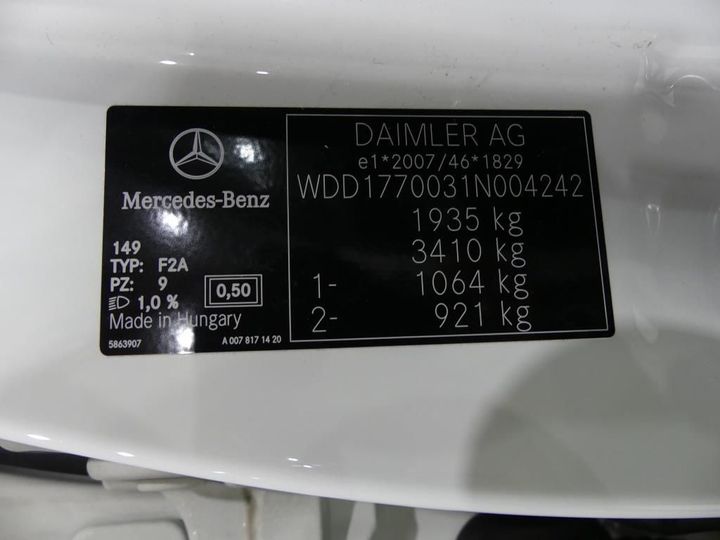 Mercedes-Benz
149
TYP: F2A
PZ: 9
1,0 % 0,50
Made in Hungary
5863907 A 007 817 14 20
DAIMLER AG
e1*2007/46*1829
WDD1770031N004242
1935 kg
3410 kg
1- 1064 kg
2- 921 kg